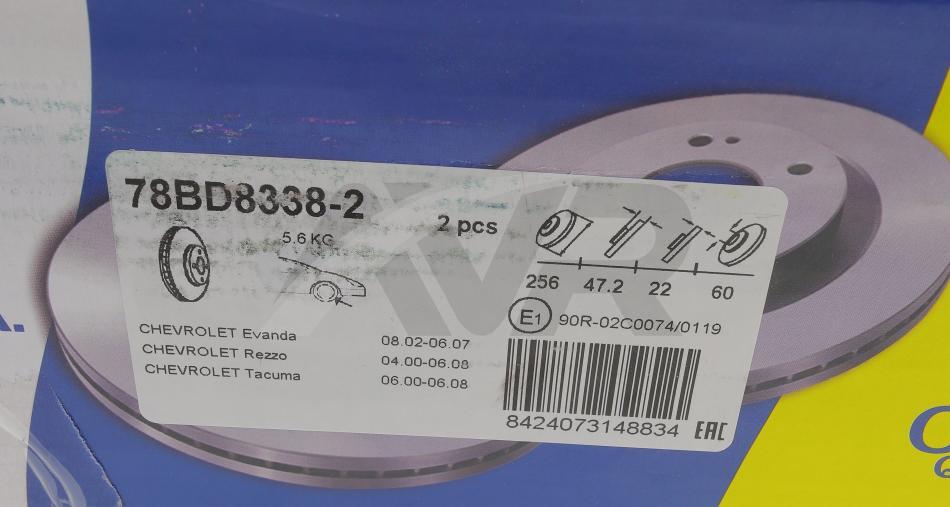 78BD8338-2
5.6 KG
2 pcs
256 47.2 22 60
E1 90R-02C0074/0119
CHEVROLET Evanda 08.02-06.07
CHEVROLET Rezzo 04.00-06.08
CHEVROLET Tacuma 06.00-06.08
8424073148834 EAC